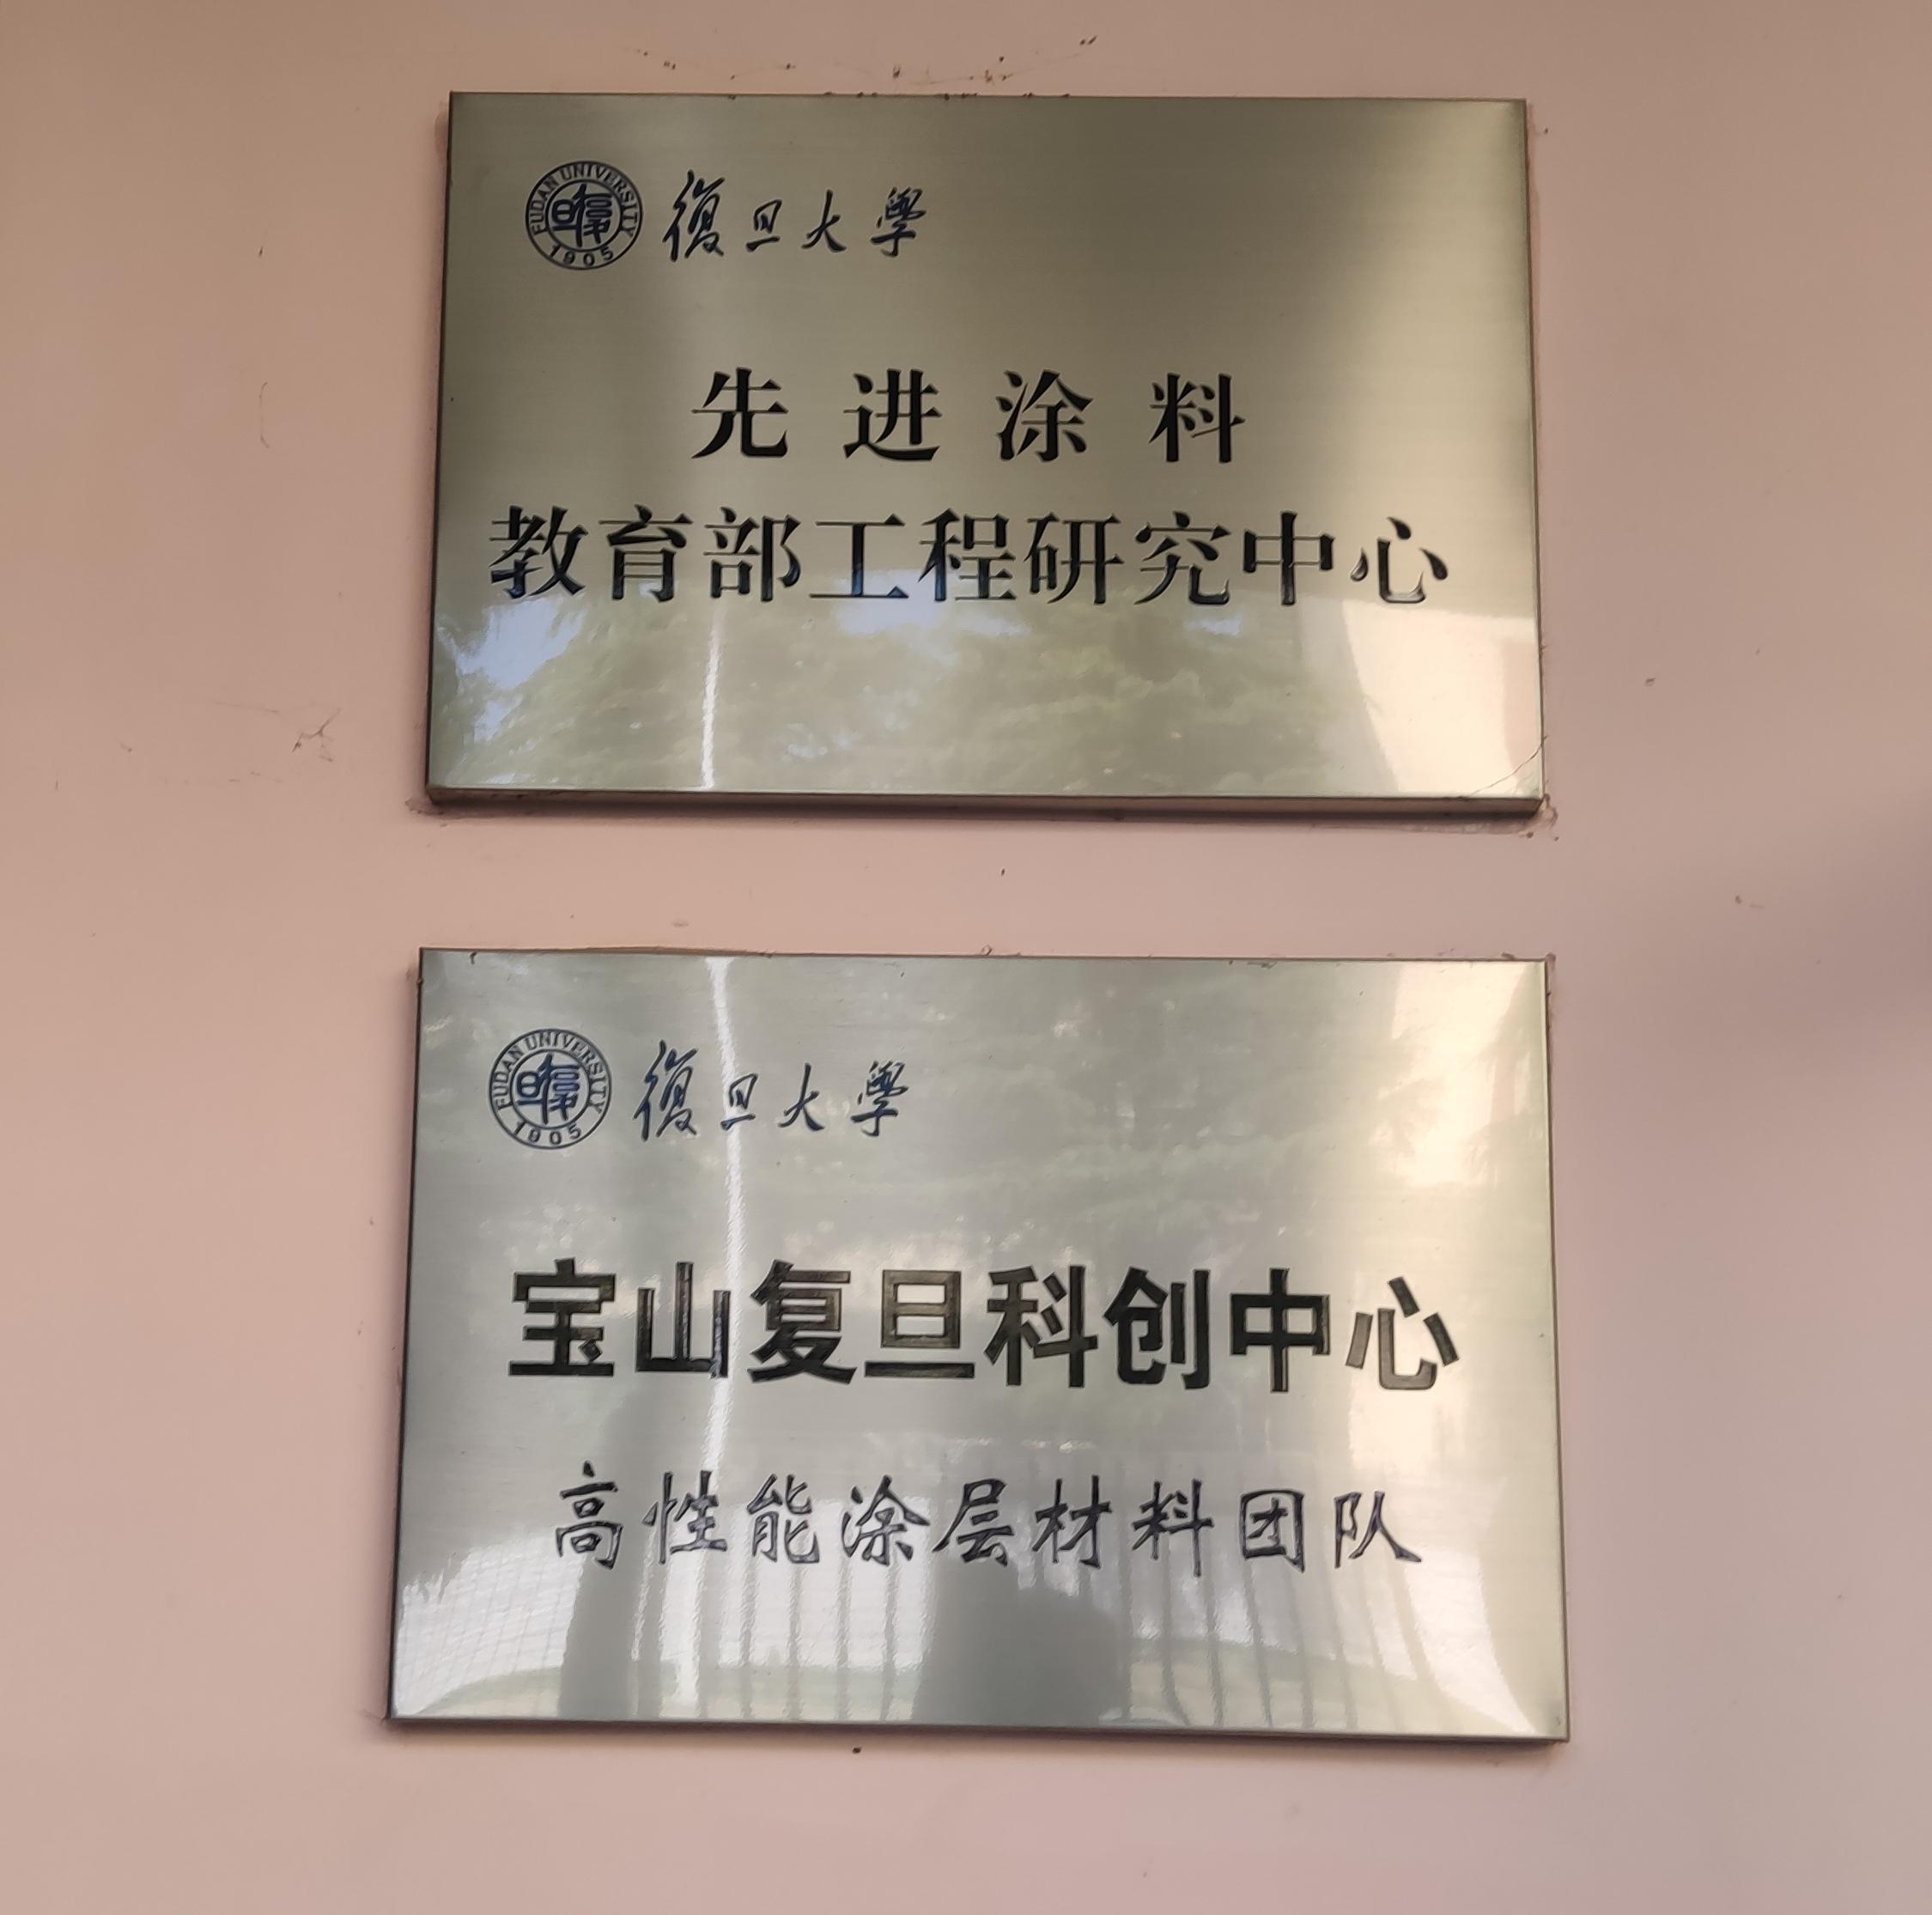 FUDAN UNIVERSITY 1905 復旦大學
先进涂料
教育部工程研究中心
FUDAN UNIVERSITY 1905 復旦大學
宝山复旦科创中心
高性能涂层材料团队